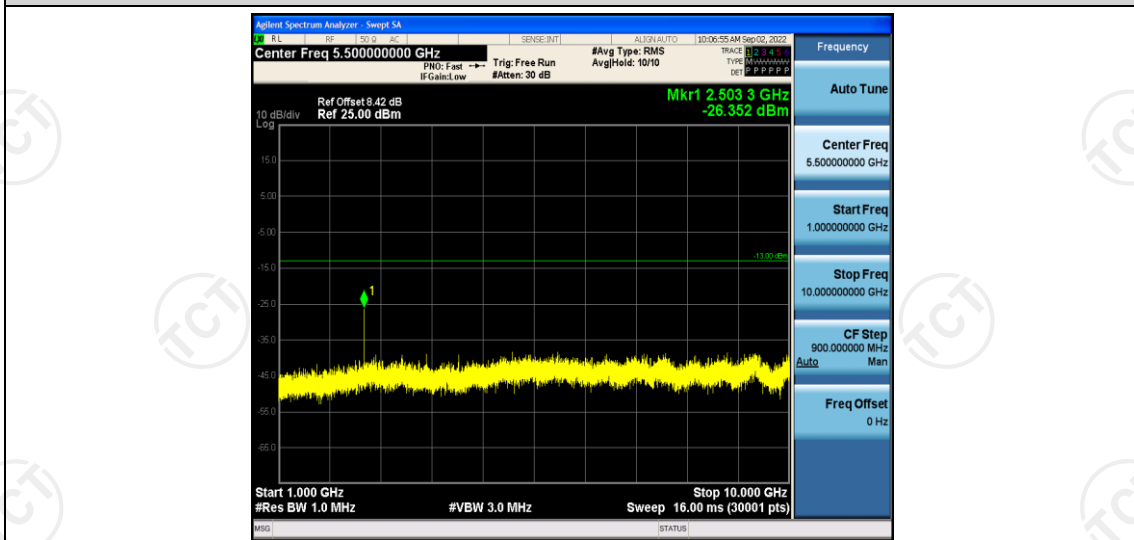 Agilent Spectrum Analyzer - Swept SA
RL RF 50 Ω AC SENSE:INT ALIGN AUTO 10:06:55 AM Sep 02, 2022
Center Freq 5.500000000 GHz
PNO: Fast
IFGain:Low
Trig: Free Run
#Atten: 30 dB
#Avg Type: RMS
Avg|Hold: 10/10
TRACE 1 2 3 4 5 6
TYPE
DET P P P P P P
Frequency
Mkr1 2.503 3 GHz
-26.352 dBm
Ref Offset 8.42 dB
10 dB/div Ref 25.00 dBm
Log
15.0
5.00
-5.00
-13.00 dBm
-15.0
1
-25.0
-35.0
-45.0
-55.0
-65.0
Start 1.000 GHz Stop 10.000 GHz
#Res BW 1.0 MHz #VBW 3.0 MHz Sweep 16.00 ms (30001 pts)
MSG STATUS
Auto Tune
Center Freq
5.500000000 GHz
Start Freq
1.000000000 GHz
Stop Freq
10.000000000 GHz
CF Step
900.000000 MHz
Auto Man
Freq Offset
0 Hz
TCT
TCT
TCT
TCT
TCT
TCT